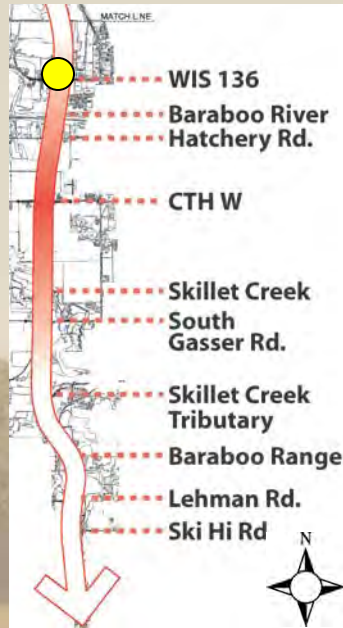 MATCH LINE
WIS 136
Baraboo River
Hatchery Rd.
CTH W
Skillet Creek
South
Gasser Rd.
Skillet Creek
Tributary
Baraboo Range
Lehman Rd.
Ski Hi Rd
N